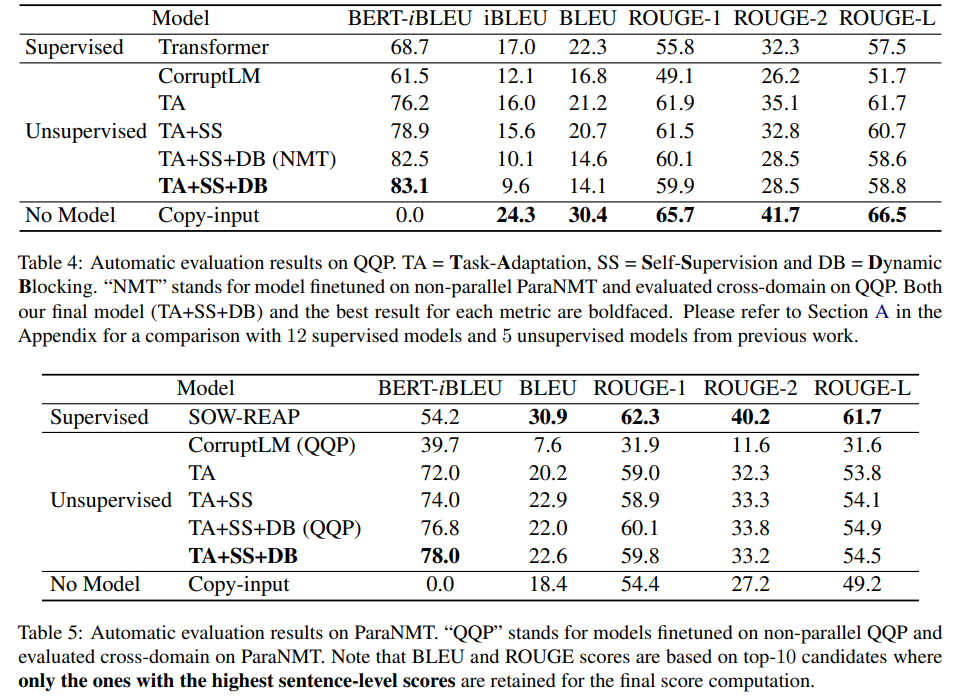 Model BERT-iBLEU iBLEU BLEU ROUGE-1 ROUGE-2 ROUGE-L
Supervised Transformer 68.7 17.0 22.3 55.8 32.3 57.5
CorruptLM 61.5 12.1 16.8 49.1 26.2 51.7
TA 76.2 16.0 21.2 61.9 35.1 61.7
Unsupervised TA+SS 78.9 15.6 20.7 61.5 32.8 60.7
TA+SS+DB (NMT) 82.5 10.1 14.6 60.1 28.5 58.6
TA+SS+DB 83.1 9.6 14.1 59.9 28.5 58.8
No Model Copy-input 0.0 24.3 30.4 65.7 41.7 66.5
Table 4: Automatic evaluation results on QQP. TA = Task-Adaptation, SS = Self-Supervision and DB = Dynamic
Blocking. “NMT” stands for model finetuned on non-parallel ParaNMT and evaluated cross-domain on QQP. Both
our final model (TA+SS+DB) and the best result for each metric are boldfaced. Please refer to Section A in the
Appendix for a comparison with 12 supervised models and 5 unsupervised models from previous work.
Model BERT-iBLEU BLEU ROUGE-1 ROUGE-2 ROUGE-L
Supervised SOW-REAP 54.2 30.9 62.3 40.2 61.7
CorruptLM (QQP) 39.7 7.6 31.9 11.6 31.6
TA 72.0 20.2 59.0 32.3 53.8
Unsupervised TA+SS 74.0 22.9 58.9 33.3 54.1
TA+SS+DB (QQP) 76.8 22.0 60.1 33.8 54.9
TA+SS+DB 78.0 22.6 59.8 33.2 54.5
No Model Copy-input 0.0 18.4 54.4 27.2 49.2
Table 5: Automatic evaluation results on ParaNMT. “QQP” stands for models finetuned on non-parallel QQP and
evaluated cross-domain on ParaNMT. Note that BLEU and ROUGE scores are based on top-10 candidates where
only the ones with the highest sentence-level scores are retained for the final score computation.